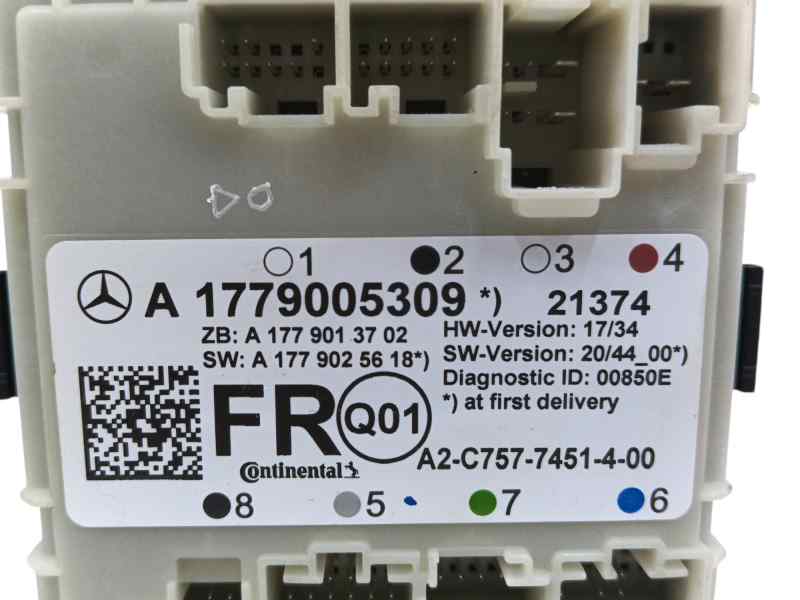 1 2 3 4
A 1779005309 *) 21374
ZB: A 177 901 37 02
SW: A 177 902 56 18*)
HW-Version: 17/34
SW-Version: 20/44_00*)
Diagnostic ID: 00850E
*) at first delivery
FR Q01
Continental
A2-C757-7451-4-00
8 5 7 6